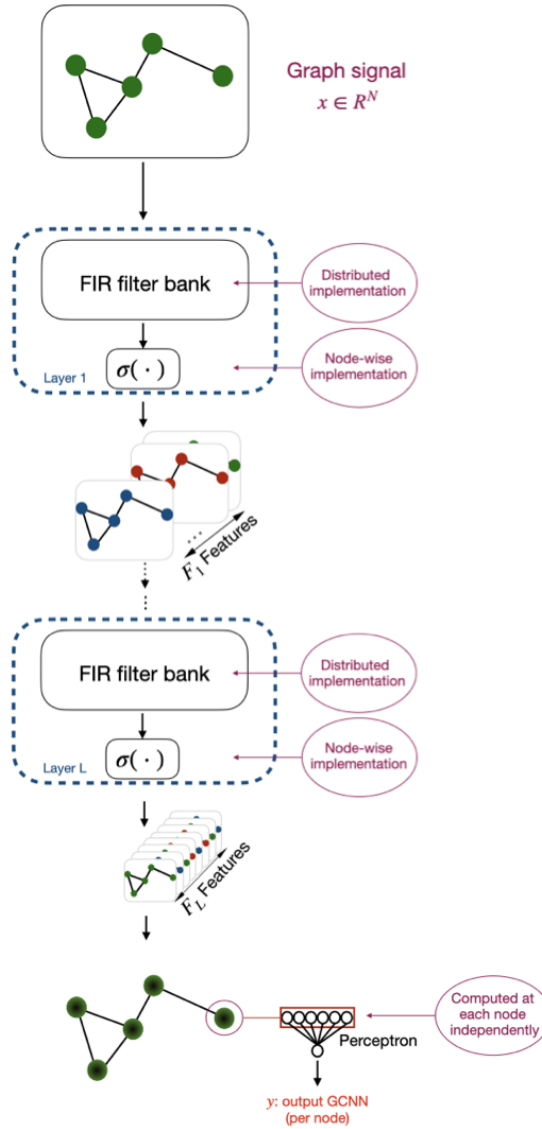 Graph signal
x ∈ R^N
FIR filter bank
Distributed
implementation
σ( · )
Layer 1
Node-wise
implementation
...
F_1 Features
FIR filter bank
Distributed
implementation
σ( · )
Layer L
Node-wise
implementation
F_L Features
Computed at
each node
independently
Perceptron
y: output GCNN
(per node)